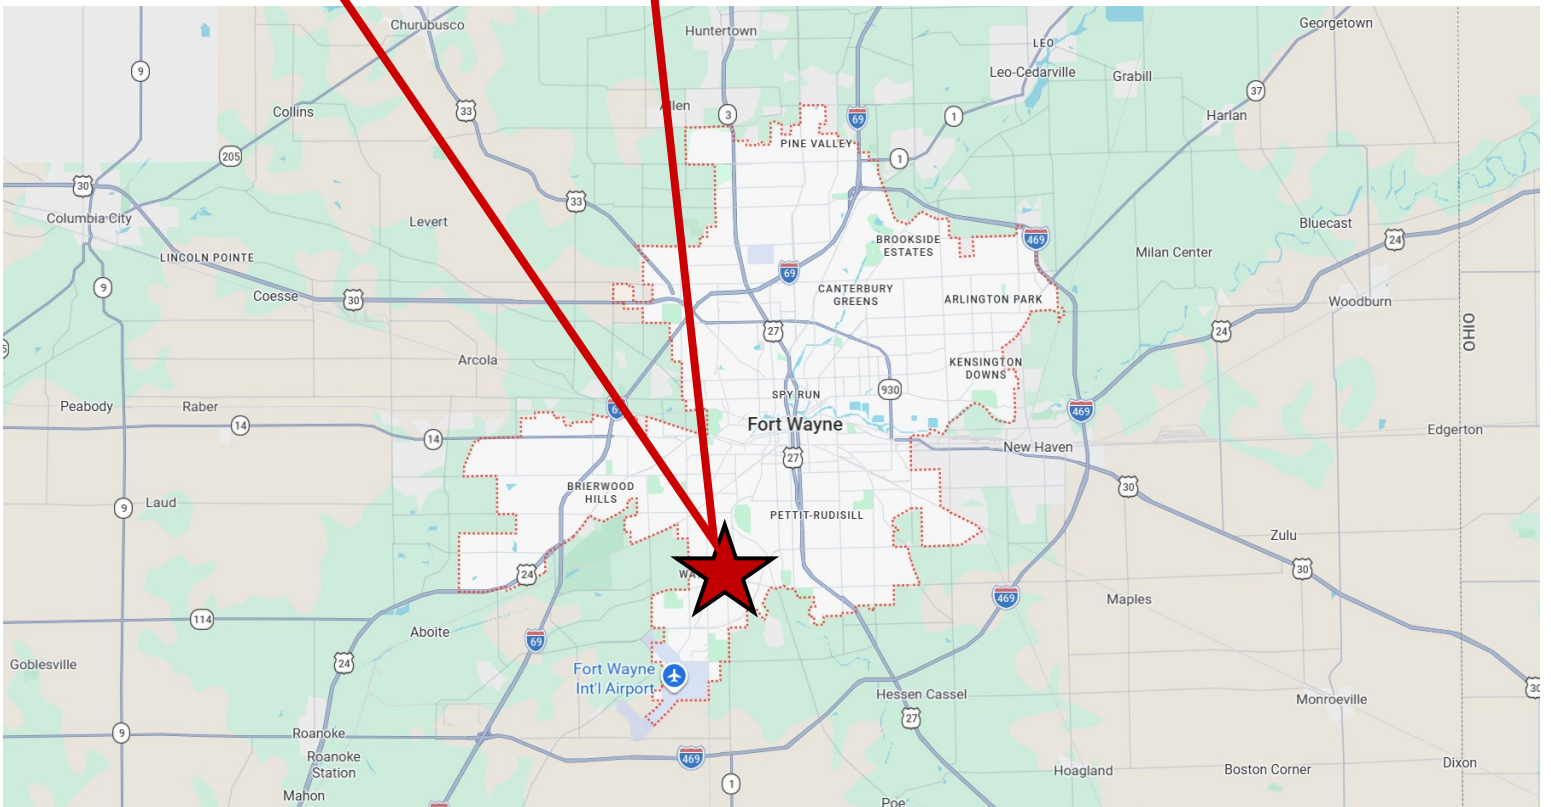 Churubusco
Huntertown
Georgetown
LEO
Leo-Cedarville
Grabill
9
37
Allen
33
Collins
3
69
1
Harlan
PINE VALLEY
205
1
30
33
Columbia City
Levert
Bluecast
469
24
BROOKSIDE
ESTATES
LINCOLN POINTE
Milan Center
69
9
CANTERBURY
GREENS
Coesse
30
ARLINGTON PARK
Woodburn
27
24
OHIO
5
Arcola
KENSINGTON
DOWNS
930
SPY RUN
Peabody
Raber
469
14
Fort Wayne
Edgerton
14
New Haven
27
BRIERWOOD
HILLS
30
Laud
9
PETTIT-RUDISILL
Zulu
24
30
469
Maples
114
Aboite
69
Goblesville
24
Fort Wayne
Int'l Airport
30
Hessen Cassel
Monroeville
27
9
Roanoke
Roanoke
Station
469
Hoagland
Boston Corner
Dixon
1
Mahon
Poe